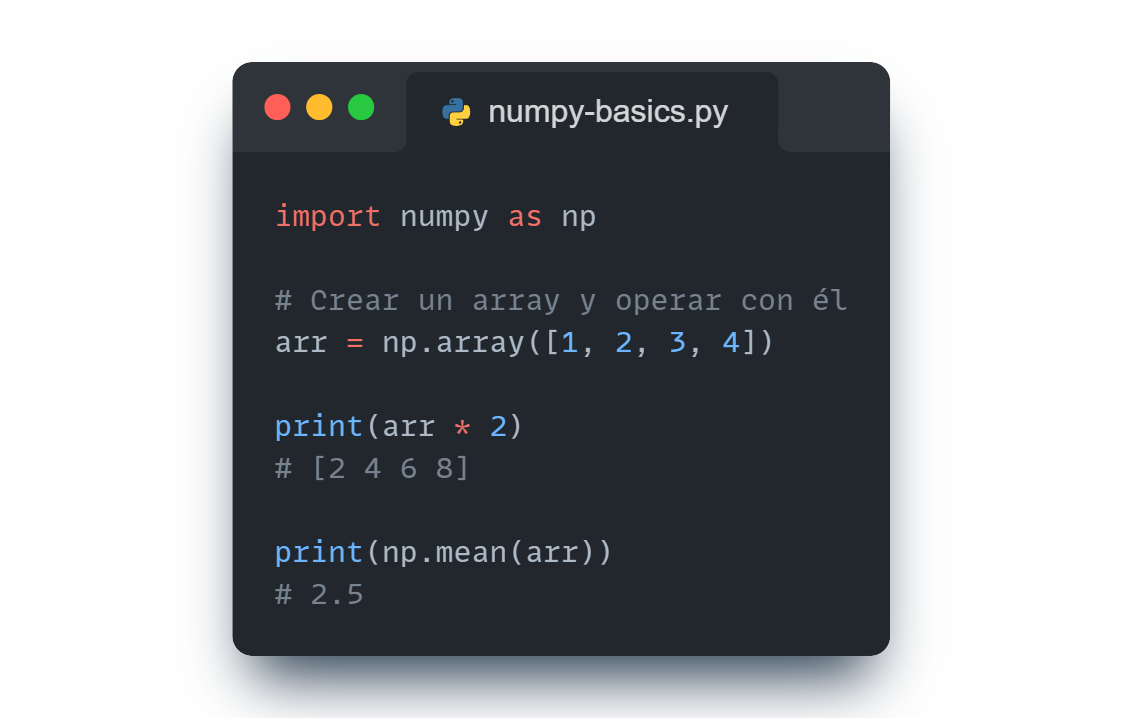 numpy-basics.py
import numpy as np
# Crear un array y operar con él
arr = np.array([1, 2, 3, 4])
print(arr * 2)
# [2 4 6 8]
print(np.mean(arr))
# 2.5